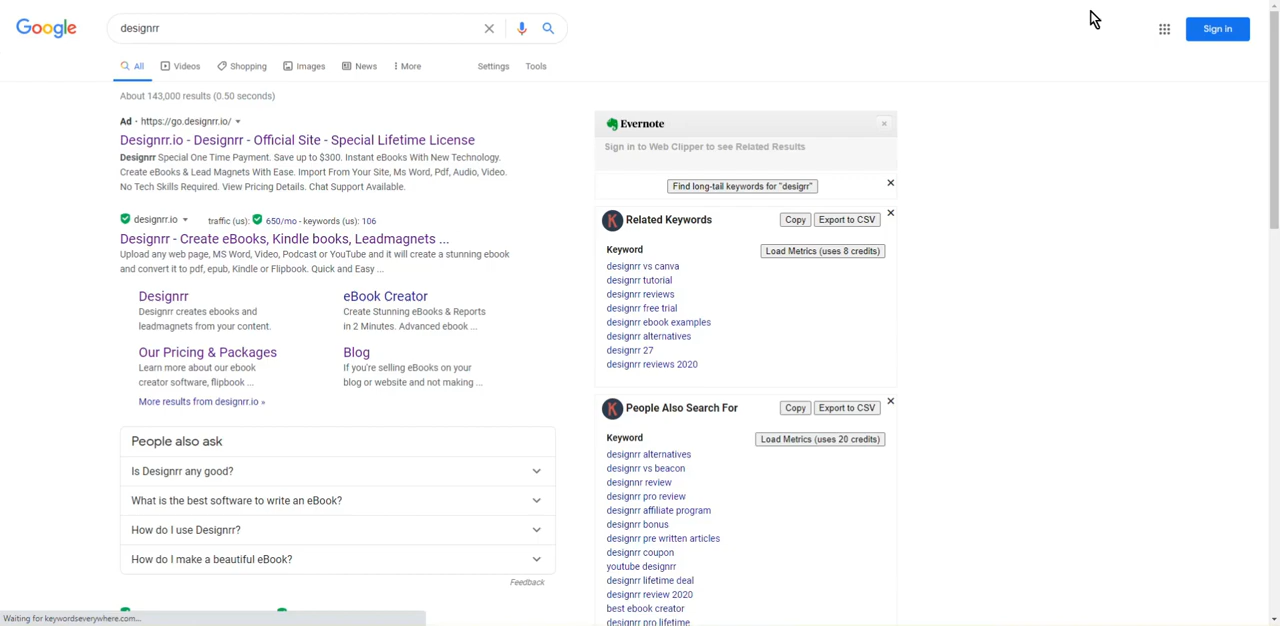 Google
designrr
Sign in
All
Videos
Shopping
Images
News
More
Settings
Tools
About 143,000 results (0.50 seconds)
Ad · https://go.designrr.io/
Designrr.io - Designrr - Official Site - Special Lifetime License
Designrr Special One Time Payment. Save up to $300. Instant eBooks With New Technology.
Create eBooks & Lead Magnets With Ease. Import From Your Site, Ms Word, Pdf, Audio, Video.
No Tech Skills Required. View Pricing Details. Chat Support Available.
designrr.io traffic (us): 650/mo - keywords (us): 106
Designrr - Create eBooks, Kindle books, Leadmagnets ...
Upload any web page, MS Word, Video, Podcast or YouTube and it will create a stunning ebook
and convert it to pdf, epub, Kindle or Flipbook. Quick and Easy ...
Designrr
Designrr creates ebooks and
leadmagnets from your content.
eBook Creator
Create Stunning eBooks & Reports
in 2 Minutes. Advanced ebook ...
Our Pricing & Packages
Learn more about our ebook
creator software, flipbook ...
Blog
If you're selling eBooks on your
blog or website and not making ...
More results from designrr.io »
People also ask
Is Designrr any good?
What is the best software to write an eBook?
How do I use Designrr?
How do I make a beautiful eBook?
Feedback
Waiting for keywordseverywhere.com...
Evernote
Sign in to Web Clipper to see Related Results
Find long-tail keywords for "desigrr"
K Related Keywords
Copy
Export to CSV
Keyword
Load Metrics (uses 8 credits)
designrr vs canva
designrr tutorial
designrr reviews
designrr free trial
designrr ebook examples
designrr alternatives
designrr 27
designrr reviews 2020
K People Also Search For
Copy
Export to CSV
Keyword
Load Metrics (uses 20 credits)
designrr alternatives
designrr vs beacon
designnr review
designrr pro review
designrr affiliate program
designrr bonus
designrr pre written articles
designrr coupon
youtube designrr
designrr lifetime deal
designrr review 2020
best ebook creator
designrr pro lifetime